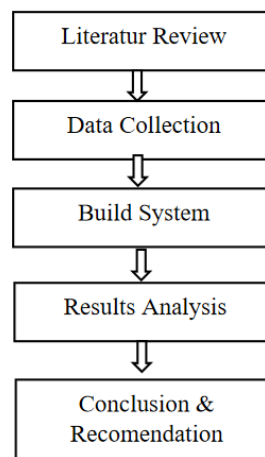 Literatur Review
Data Collection
Build System
Results Analysis
Conclusion &
Recomendation